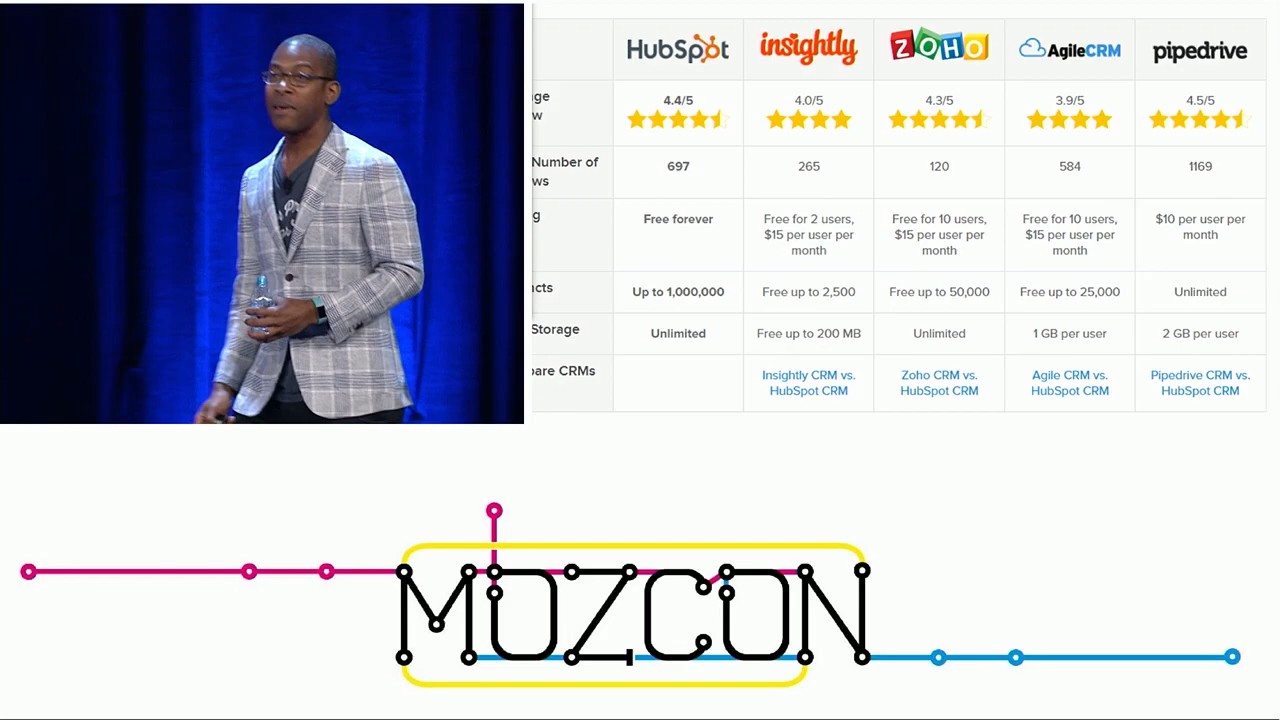 HubSpot insightly ZOHO AgileCRM pipedrive
ge 4.4/5 4.0/5 4.3/5 3.9/5 4.5/5
w
Number of 697 265 120 584 1169
ws
g Free forever Free for 2 users, Free for 10 users, Free for 10 users, $10 per user per
$15 per user per $15 per user per $15 per user per month
month month month
cts Up to 1,000,000 Free up to 2,500 Free up to 50,000 Free up to 25,000 Unlimited
Storage Unlimited Free up to 200 MB Unlimited 1 GB per user 2 GB per user
are CRMs Insightly CRM vs. Zoho CRM vs. Agile CRM vs. Pipedrive CRM vs.
HubSpot CRM HubSpot CRM HubSpot CRM HubSpot CRM
MOZCON